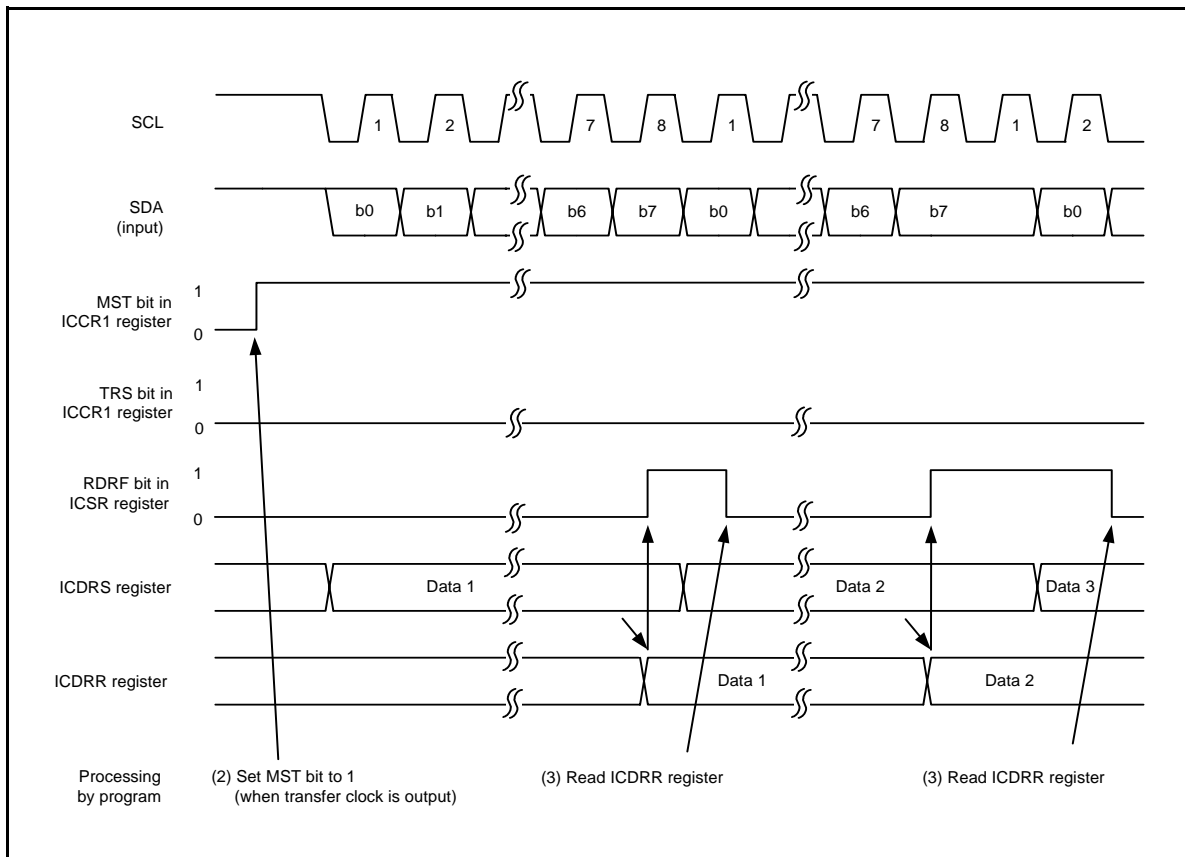 SCL
1 2 7 8 1 7 8 1 2
SDA
(input)
b0 b1 b6 b7 b0 b6 b7 b0
MST bit in
ICCR1 register
1
0
TRS bit in
ICCR1 register
1
0
RDRF bit in
ICSR register
1
0
ICDRS register
Data 1 Data 2 Data 3
ICDRR register
Data 1 Data 2
Processing
by program
(2) Set MST bit to 1
(when transfer clock is output)
(3) Read ICDRR register
(3) Read ICDRR register